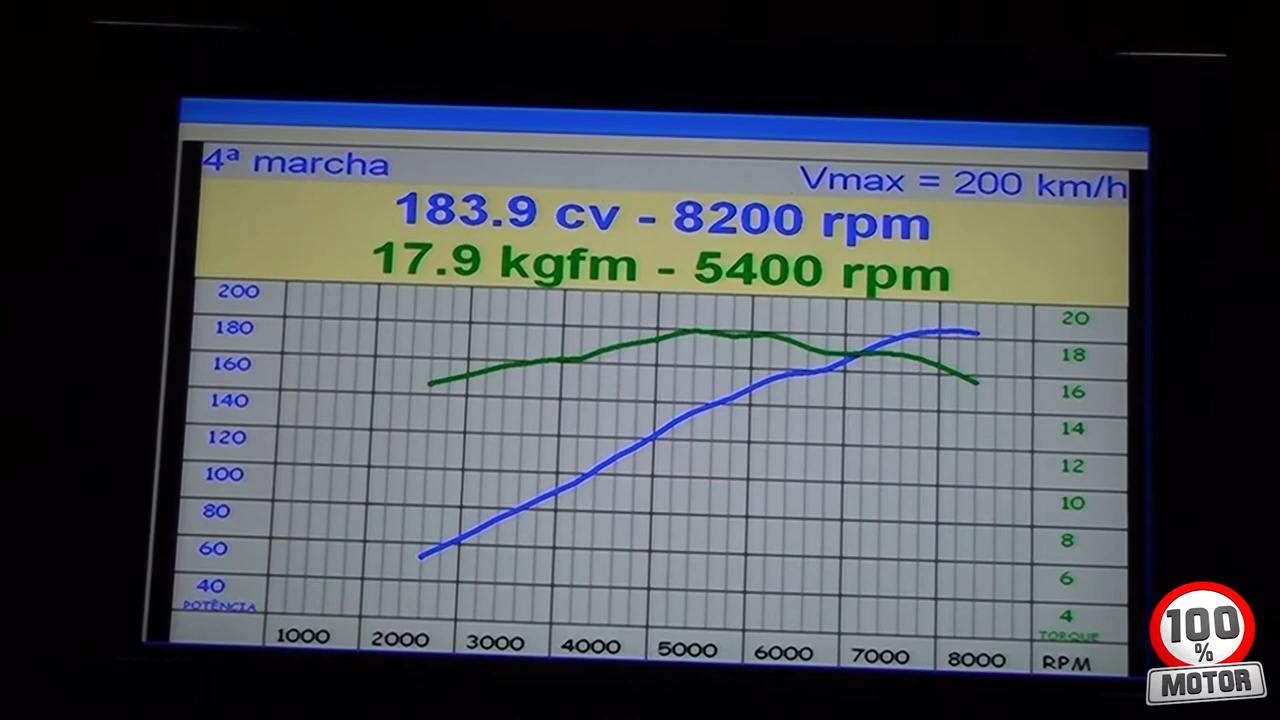 4ª marcha
Vmax = 200 km/h
183.9 cv - 8200 rpm
17.9 kgfm - 5400 rpm
200
180
160
140
120
100
80
60
40
POTÊNCIA
20
18
16
14
12
10
8
6
4
TORQUE
1000 2000 3000 4000 5000 6000 7000 8000 RPM
100
%
MOTOR